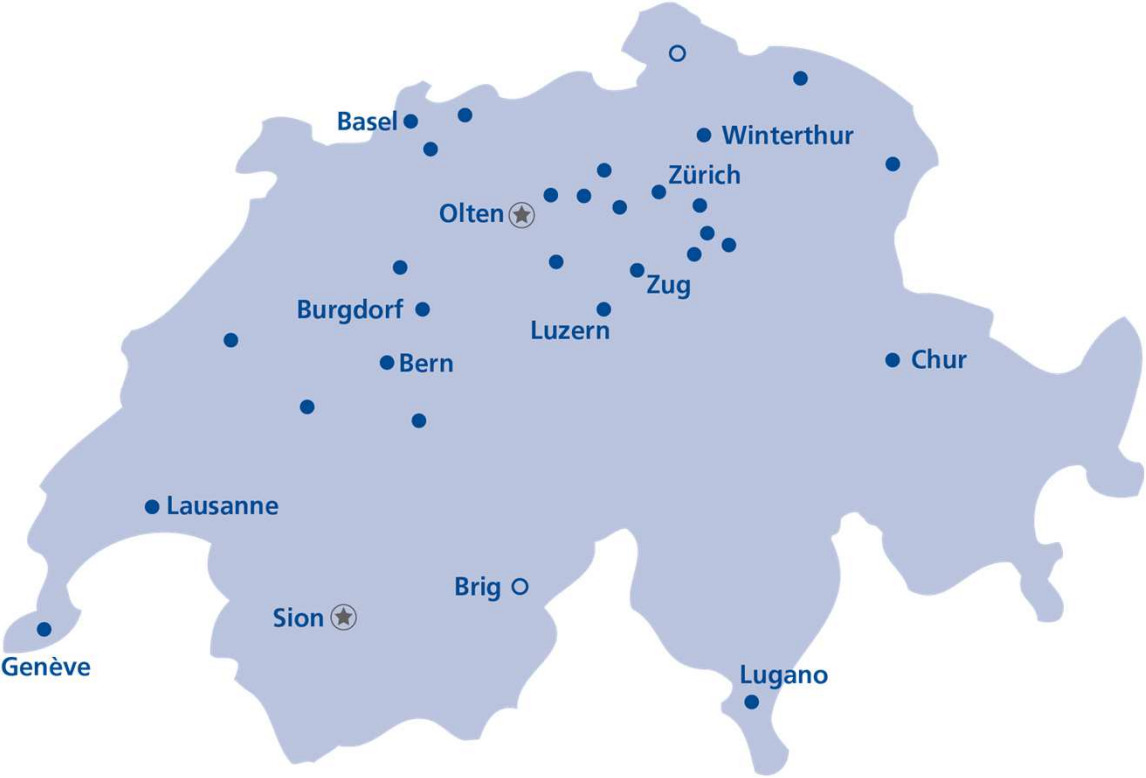 Basel
Winterthur
Zürich
Olten
Zug
Burgdorf
Luzern
Bern
Chur
Lausanne
Brig
Sion
Genève
Lugano